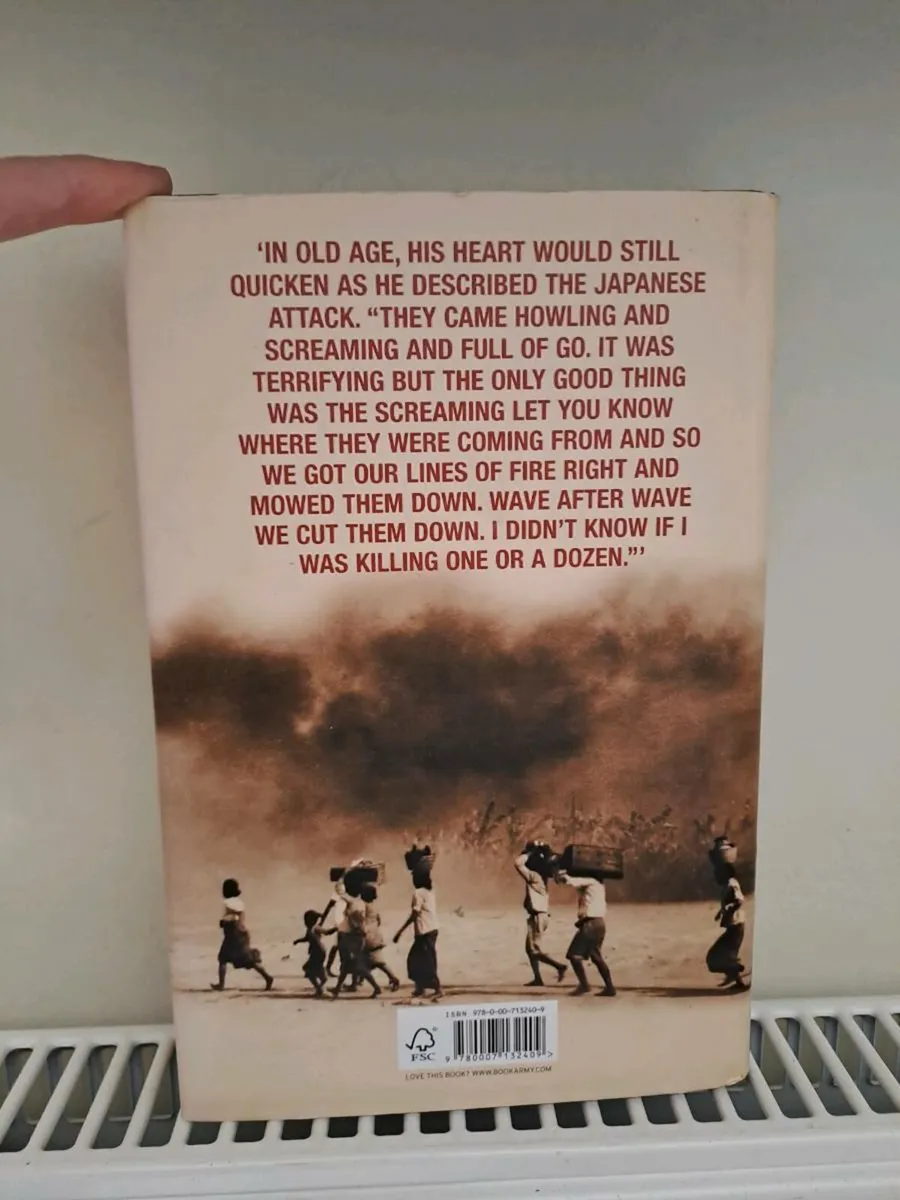 ‘IN OLD AGE, HIS HEART WOULD STILL
QUICKEN AS HE DESCRIBED THE JAPANESE
ATTACK. “THEY CAME HOWLING AND
SCREAMING AND FULL OF GO. IT WAS
TERRIFYING BUT THE ONLY GOOD THING
WAS THE SCREAMING LET YOU KNOW
WHERE THEY WERE COMING FROM AND SO
WE GOT OUR LINES OF FIRE RIGHT AND
MOWED THEM DOWN. WAVE AFTER WAVE
WE CUT THEM DOWN. I DIDN’T KNOW IF I
WAS KILLING ONE OR A DOZEN.”’
ISBN 978-0-00-713240-9
FSC®
9 780007 132409 >
LOVE THIS BOOK? WWW.BOOKARMY.COM